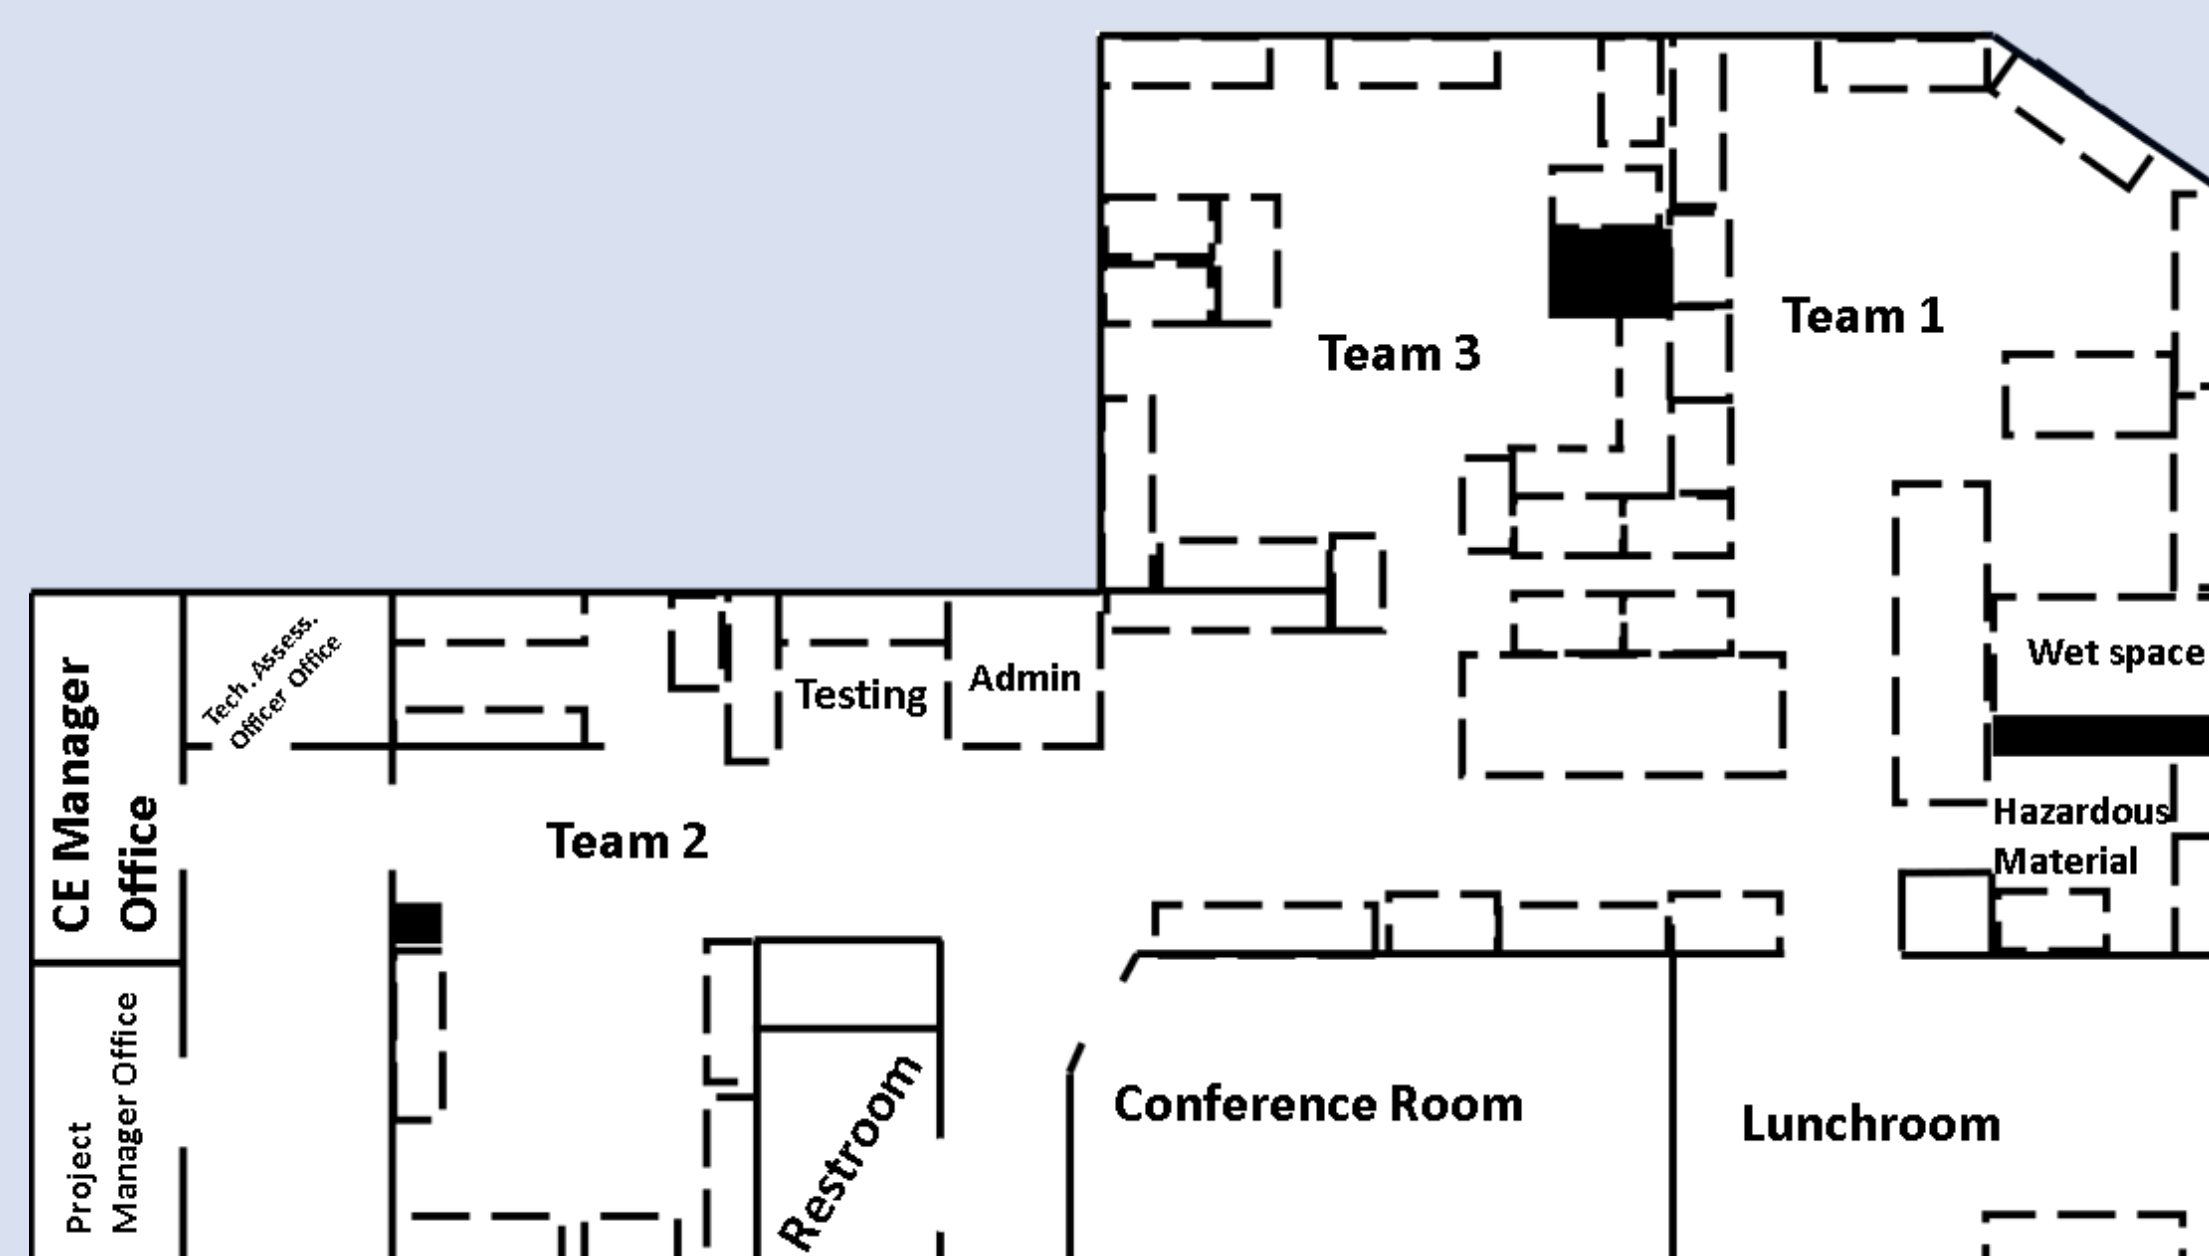 Team 1
Team 3
Tech. Assess.
Officer Office
Wet space
Testing
Admin
CE Manager
Office
Team 2
Hazardous
Material
Project
Manager Office
Restroom
Conference Room
Lunchroom